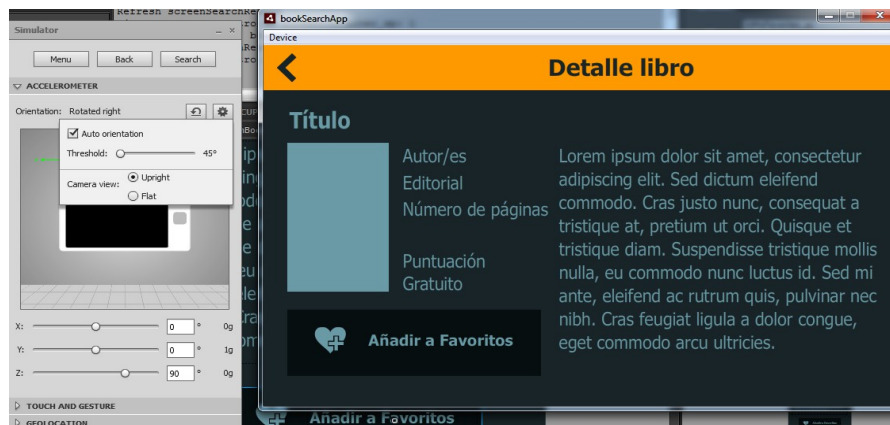 Refresh screenSearchRe
Simulator
Menu
Back
Search
ACCELEROMETER
Orientation: Rotated right
Auto orientation
Threshold:
45°
Camera view:
Upright
Flat
X:
0
°
0g
Y:
0
°
1g
Z:
90
°
0g
TOUCH AND GESTURE
GEOLOCATION
bookSearchApp
Device
Detalle libro
Título
Autor/es
Editorial
Número de páginas
Puntuación
Gratuito
Añadir a Favoritos
Lorem ipsum dolor sit amet, consectetur
adipiscing elit. Sed dictum eleifend
commodo. Cras justo nunc, consequat a
tristique at, pretium ut orci. Quisque et
tristique diam. Suspendisse tristique mollis
nulla, eu commodo nunc luctus id. Sed mi
ante, eleifend ac rutrum quis, pulvinar nec
nibh. Cras feugiat ligula a dolor congue,
eget commodo arcu ultricies.
Añadir a Favoritos